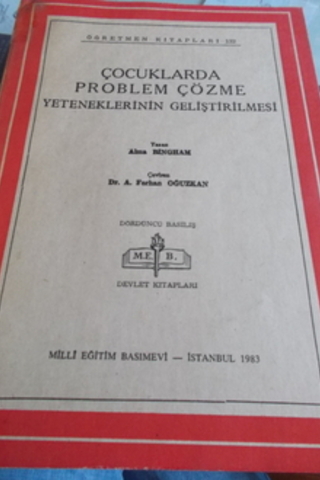 ÖĞRETMEN KİTAPLARI
ÇOCUKLARDA
PROBLEM ÇÖZME
YETENEKLERİNİN GELİŞTİRİLMESİ
Yazan
Alma BINGHAM
Çeviren
Dr. A. Ferhan OĞUZKAN
DÖRDÜNCÜ BASILIŞ
M.E. B.
DEVLET KİTAPLARI
MİLLÎ EĞİTİM BASIMEVİ — İSTANBUL 1983